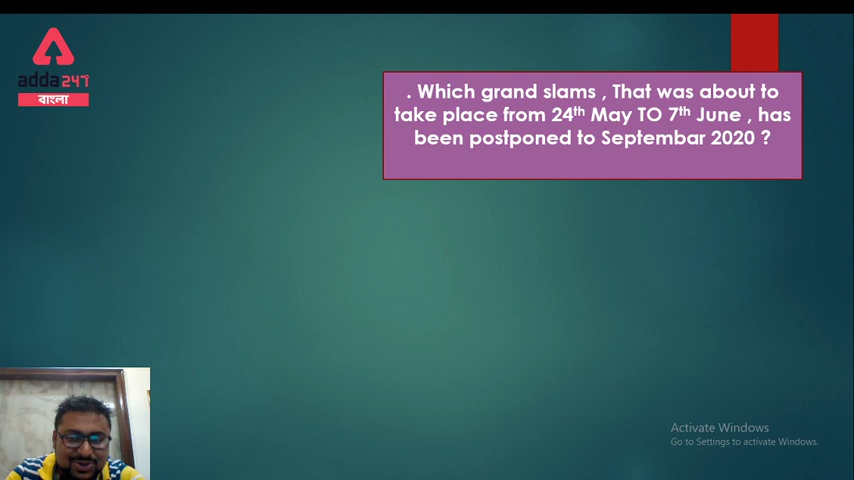 adda247
বাংলা
. Which grand slams , That was about to
take place from 24th May TO 7th June , has
been postponed to Septembar 2020 ?
Activate Windows
Go to Settings to activate Windows.